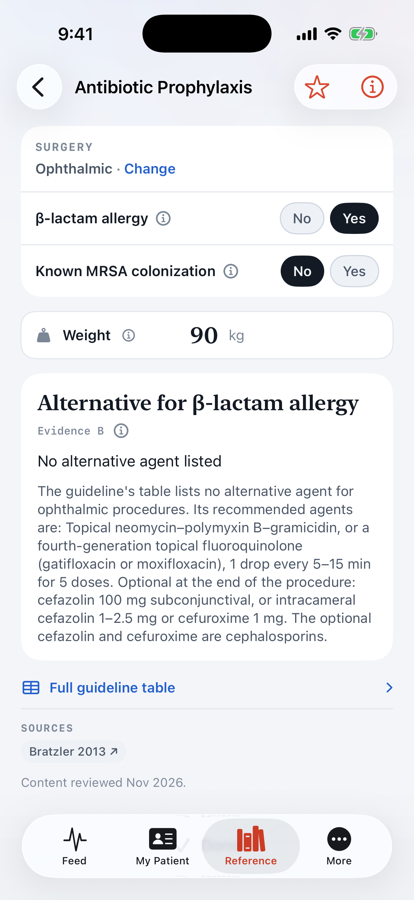 9:41
Antibiotic Prophylaxis
SURGERY
Ophthalmic · Change
β-lactam allergy
No
Yes
Known MRSA colonization
No
Yes
Weight
90 kg
Alternative for β-lactam allergy
Evidence B
No alternative agent listed
The guideline's table lists no alternative agent for
ophthalmic procedures. Its recommended agents
are: Topical neomycin–polymyxin B–gramicidin, or a
fourth-generation topical fluoroquinolone
(gatifloxacin or moxifloxacin), 1 drop every 5–15 min
for 5 doses. Optional at the end of the procedure:
cefazolin 100 mg subconjunctival, or intracameral
cefazolin 1–2.5 mg or cefuroxime 1 mg. The optional
cefazolin and cefuroxime are cephalosporins.
Full guideline table
SOURCES
Bratzler 2013 ↗
Content reviewed Nov 2026.
Feed
My Patient
Reference
More